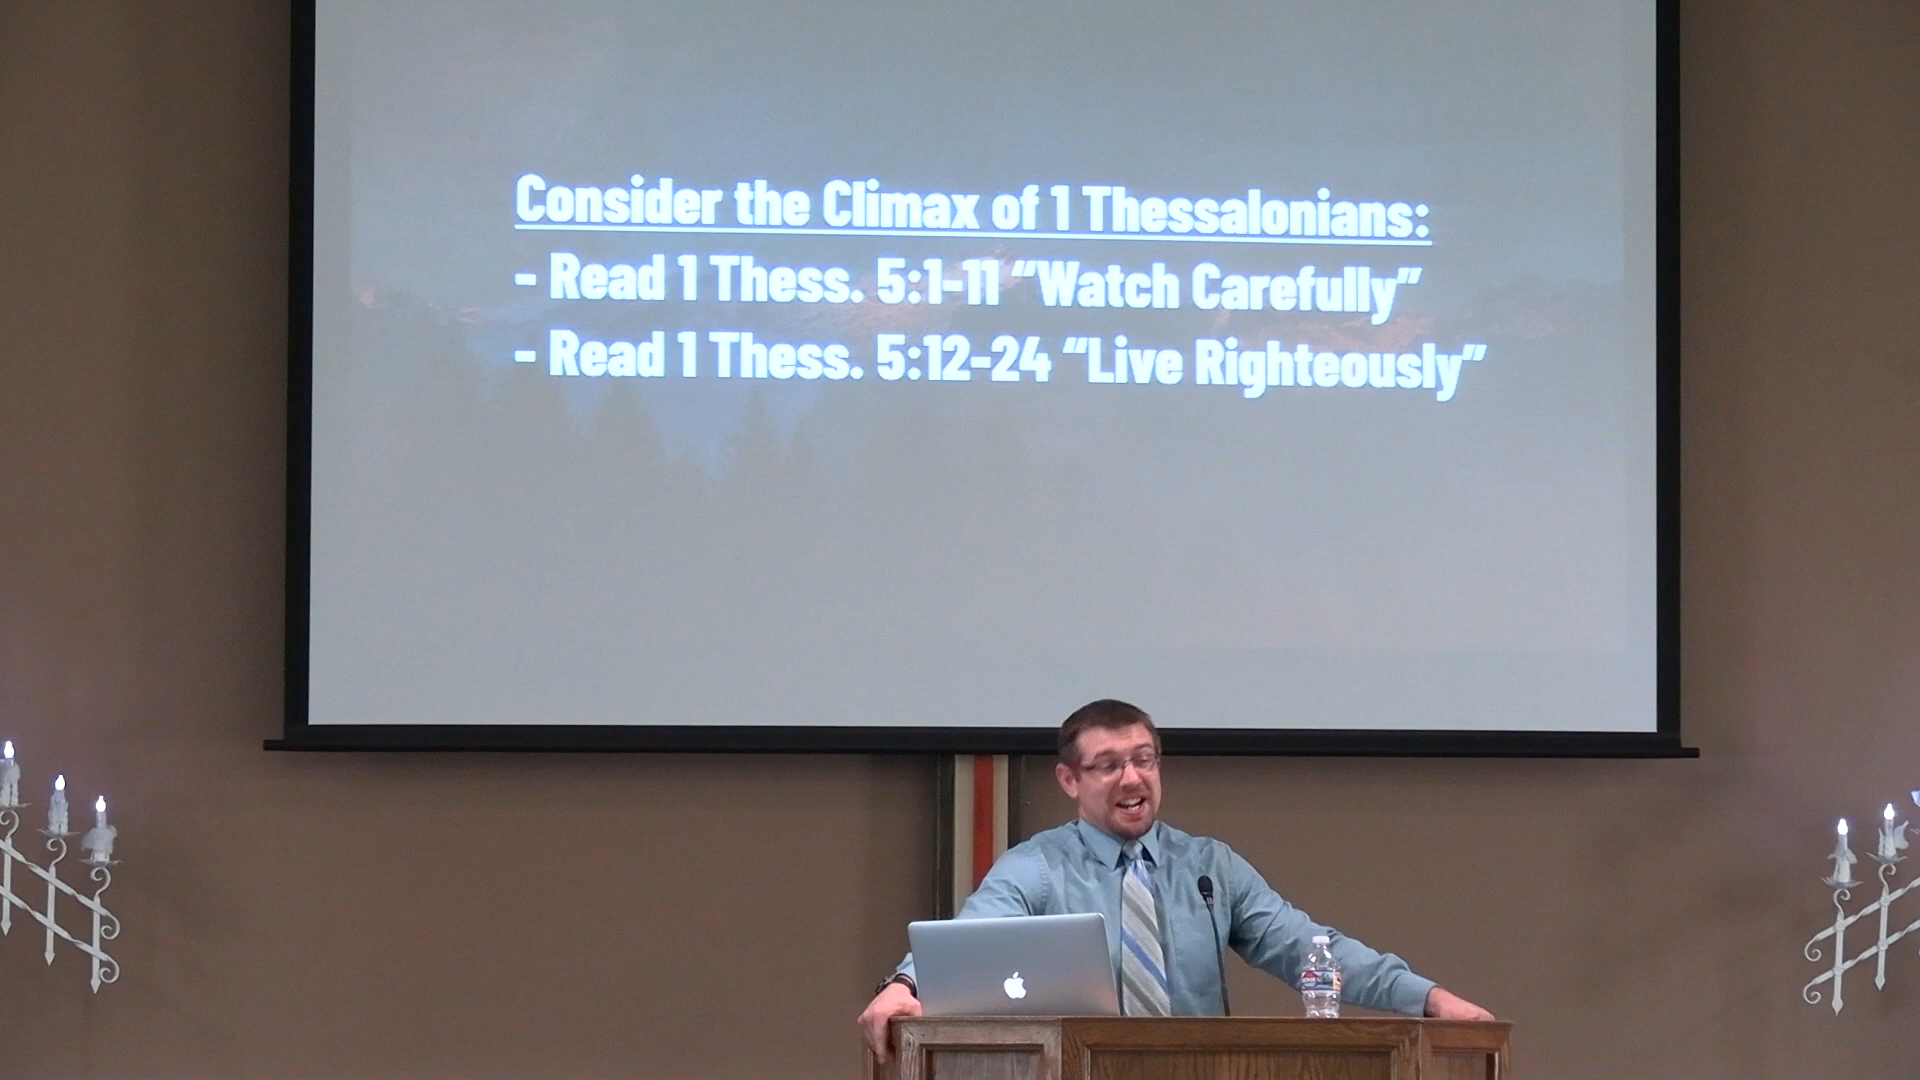 Consider the Climax of 1 Thessalonians:
- Read 1 Thess. 5:1-11 “Watch Carefully”
- Read 1 Thess. 5:12-24 “Live Righteously”